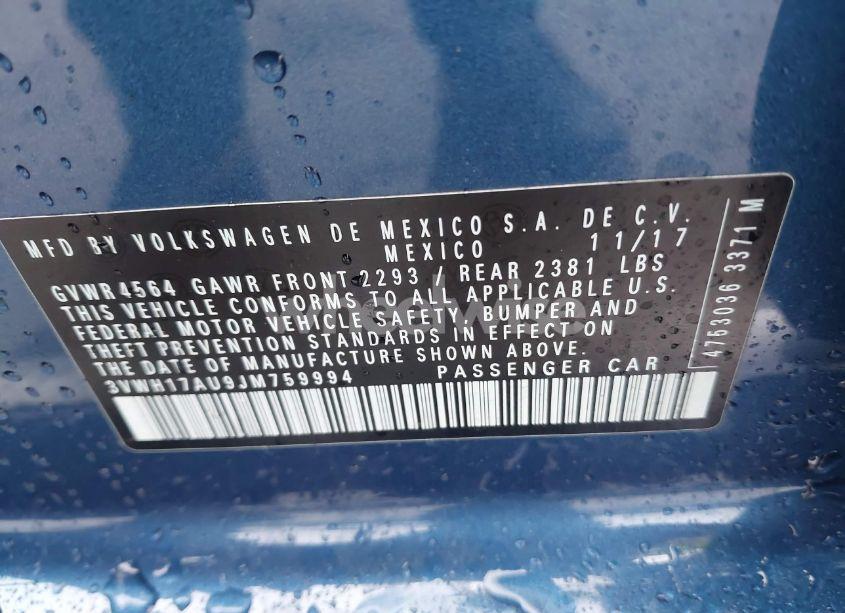 MFD BY VOLKSWAGEN DE MEXICO S.A. DE C.V.
MEXICO 11/17
GVWR4564 GAWR FRONT 2293 / REAR 2381 LBS
THIS VEHICLE CONFORMS TO ALL APPLICABLE U.S.
FEDERAL MOTOR VEHICLE SAFETY, BUMPER AND
THEFT PREVENTION STANDARDS IN EFFECT ON
THE DATE OF MANUFACTURE SHOWN ABOVE.
3VWH17AU9JM759994 PASSENGER CAR
4753036 3371 M